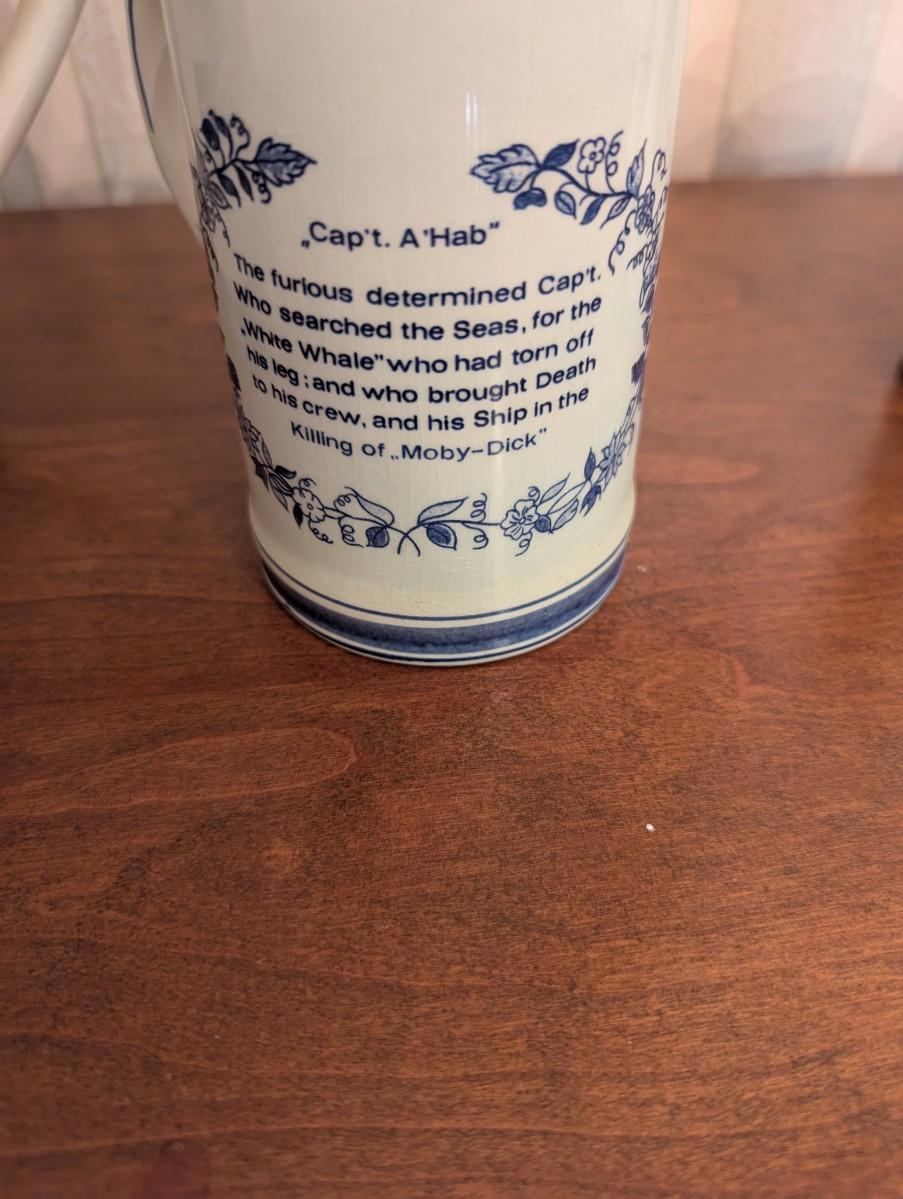 „Cap't. A'Hab"
The furious determined Cap't.
Who searched the Seas, for the
„White Whale" who had torn off
his leg; and who brought Death
to his crew, and his Ship in the
Killing of „Moby-Dick"